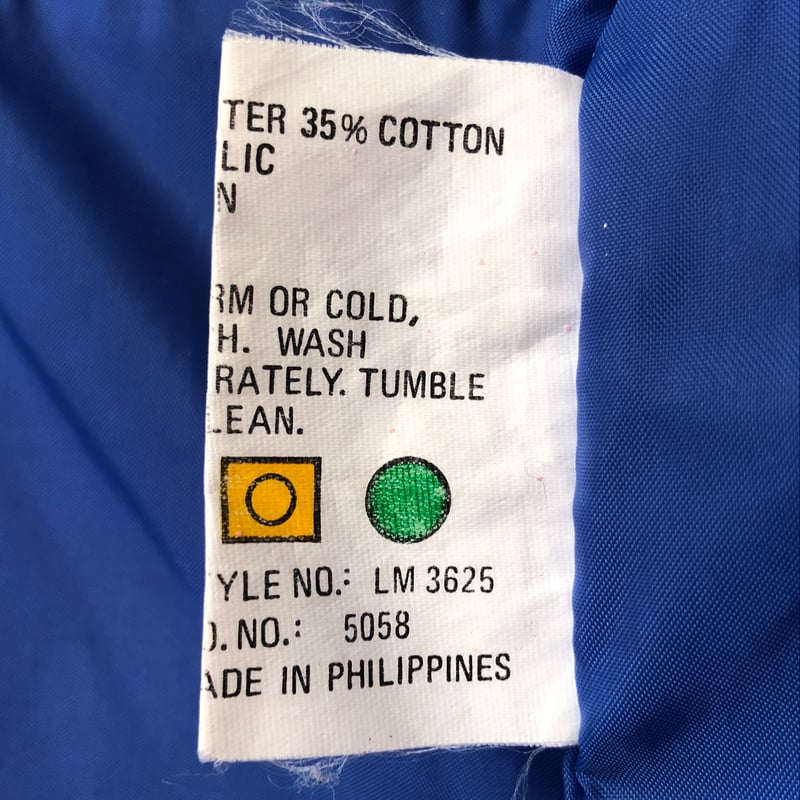 TER 35% COTTON
LIC
N
RM OR COLD,
H. WASH
RATELY. TUMBLE
LEAN.
YLE NO.: LM 3625
O. NO.: 5058
ADE IN PHILIPPINES